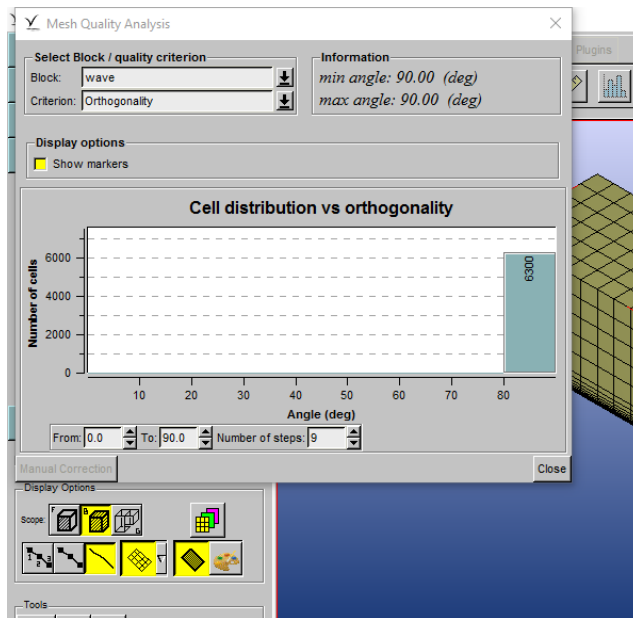 Mesh Quality Analysis
Plugins
Select Block / quality criterion
Block: wave
Criterion: Orthogonality
Information
min angle: 90.00 (deg)
max angle: 90.00 (deg)
Display options
Show markers
Cell distribution vs orthogonality
Number of cells
6000
4000
2000
0
6300
10 20 30 40 50 60 70 80
Angle (deg)
From: 0.0 To: 90.0 Number of steps: 9
Manual Correction
Close
Display Options
Scope:
F
B
G
1 2 3
Tools